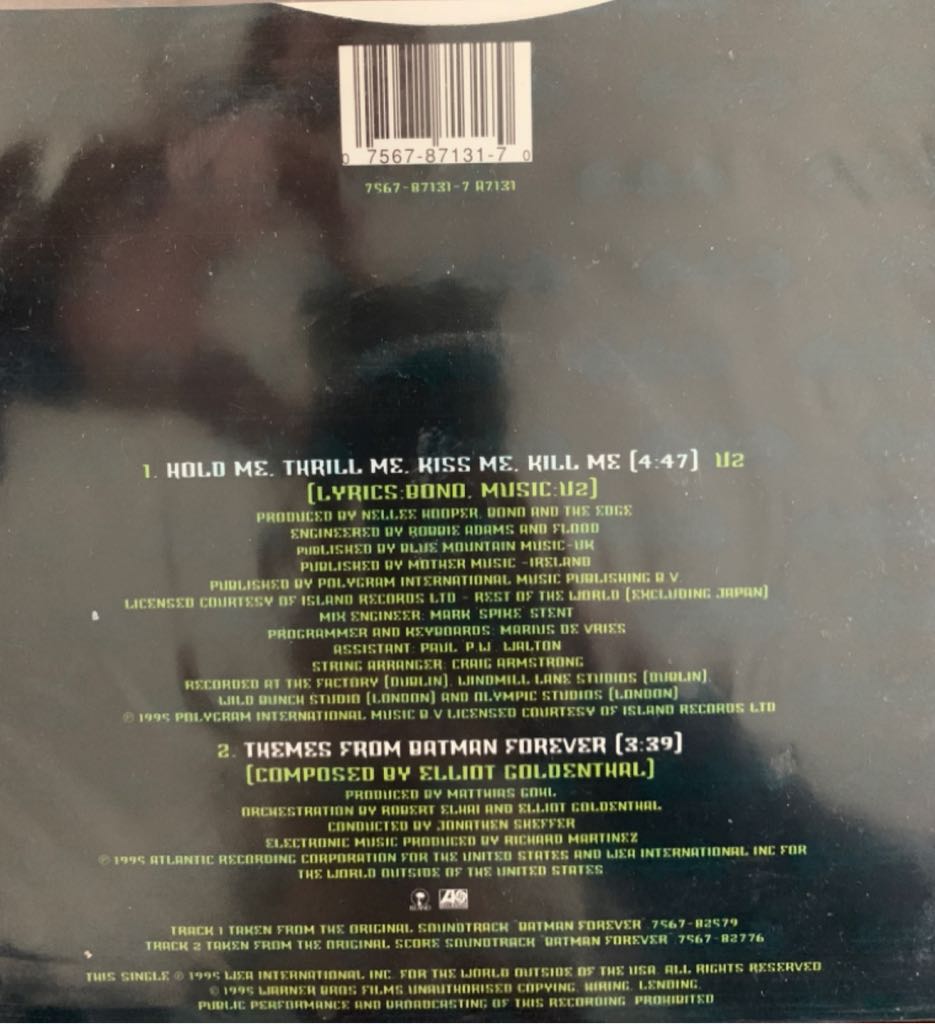 0 7567-87131-7 0
7567-87131-7 A7131
1. HOLD ME, THRILL ME, KISS ME, KILL ME (4:47) U2
(LYRICS:BONO, MUSIC:U2)
PRODUCED BY NELLEE HOOPER, BONO AND THE EDGE
ENGINEERED BY ROBBIE ADAMS AND FLOOD
PUBLISHED BY BLUE MOUNTAIN MUSIC-UK
PUBLISHED BY MOTHER MUSIC -IRELAND
PUBLISHED BY POLYGRAM INTERNATIONAL MUSIC PUBLISHING B.V.
LICENSED COURTESY OF ISLAND RECORDS LTD - REST OF THE WORLD (EXCLUDING JAPAN)
MIX ENGINEER: MARK 'SPIKE' STENT
PROGRAMMER AND KEYBOARDS: MARIUS DE VRIES
ASSISTANT: PAUL P.W. WALTON
STRING ARRANGER: CRAIG ARMSTRONG
RECORDED AT THE FACTORY (DUBLIN), WINDMILL LANE STUDIOS (DUBLIN)
WILD BUNCH STUDIO (LONDON) AND OLYMPIC STUDIOS (LONDON)
℗ 1995 POLYGRAM INTERNATIONAL MUSIC B.V LICENSED COURTESY OF ISLAND RECORDS LTD
2. THEMES FROM BATMAN FOREVER (3:39)
(COMPOSED BY ELLIOT GOLDENTHAL)
PRODUCED BY MATTHIAS GOHL
ORCHESTRATION BY ROBERT ELHAI AND ELLIOT GOLDENTHAL
CONDUCTED BY JONATHEN SHEFFER
ELECTRONIC MUSIC PRODUCED BY RICHARD MARTINEZ
℗ 1995 ATLANTIC RECORDING CORPORATION FOR THE UNITED STATES AND WEA INTERNATIONAL INC FOR
THE WORLD OUTSIDE OF THE UNITED STATES
ISLAND
TRACK 1 TAKEN FROM THE ORIGINAL SOUNDTRACK 'BATMAN FOREVER' 7567-82579
TRACK 2 TAKEN FROM THE ORIGINAL SCORE SOUNDTRACK 'BATMAN FOREVER' 7567-82776
THIS SINGLE ℗ 1995 WEA INTERNATIONAL INC. FOR THE WORLD OUTSIDE OF THE USA. ALL RIGHTS RESERVED
© 1995 WARNER BROS FILMS UNAUTHORISED COPYING, HIRING, LENDING,
PUBLIC PERFORMANCE AND BROADCASTING OF THIS RECORDING PROHIBITED